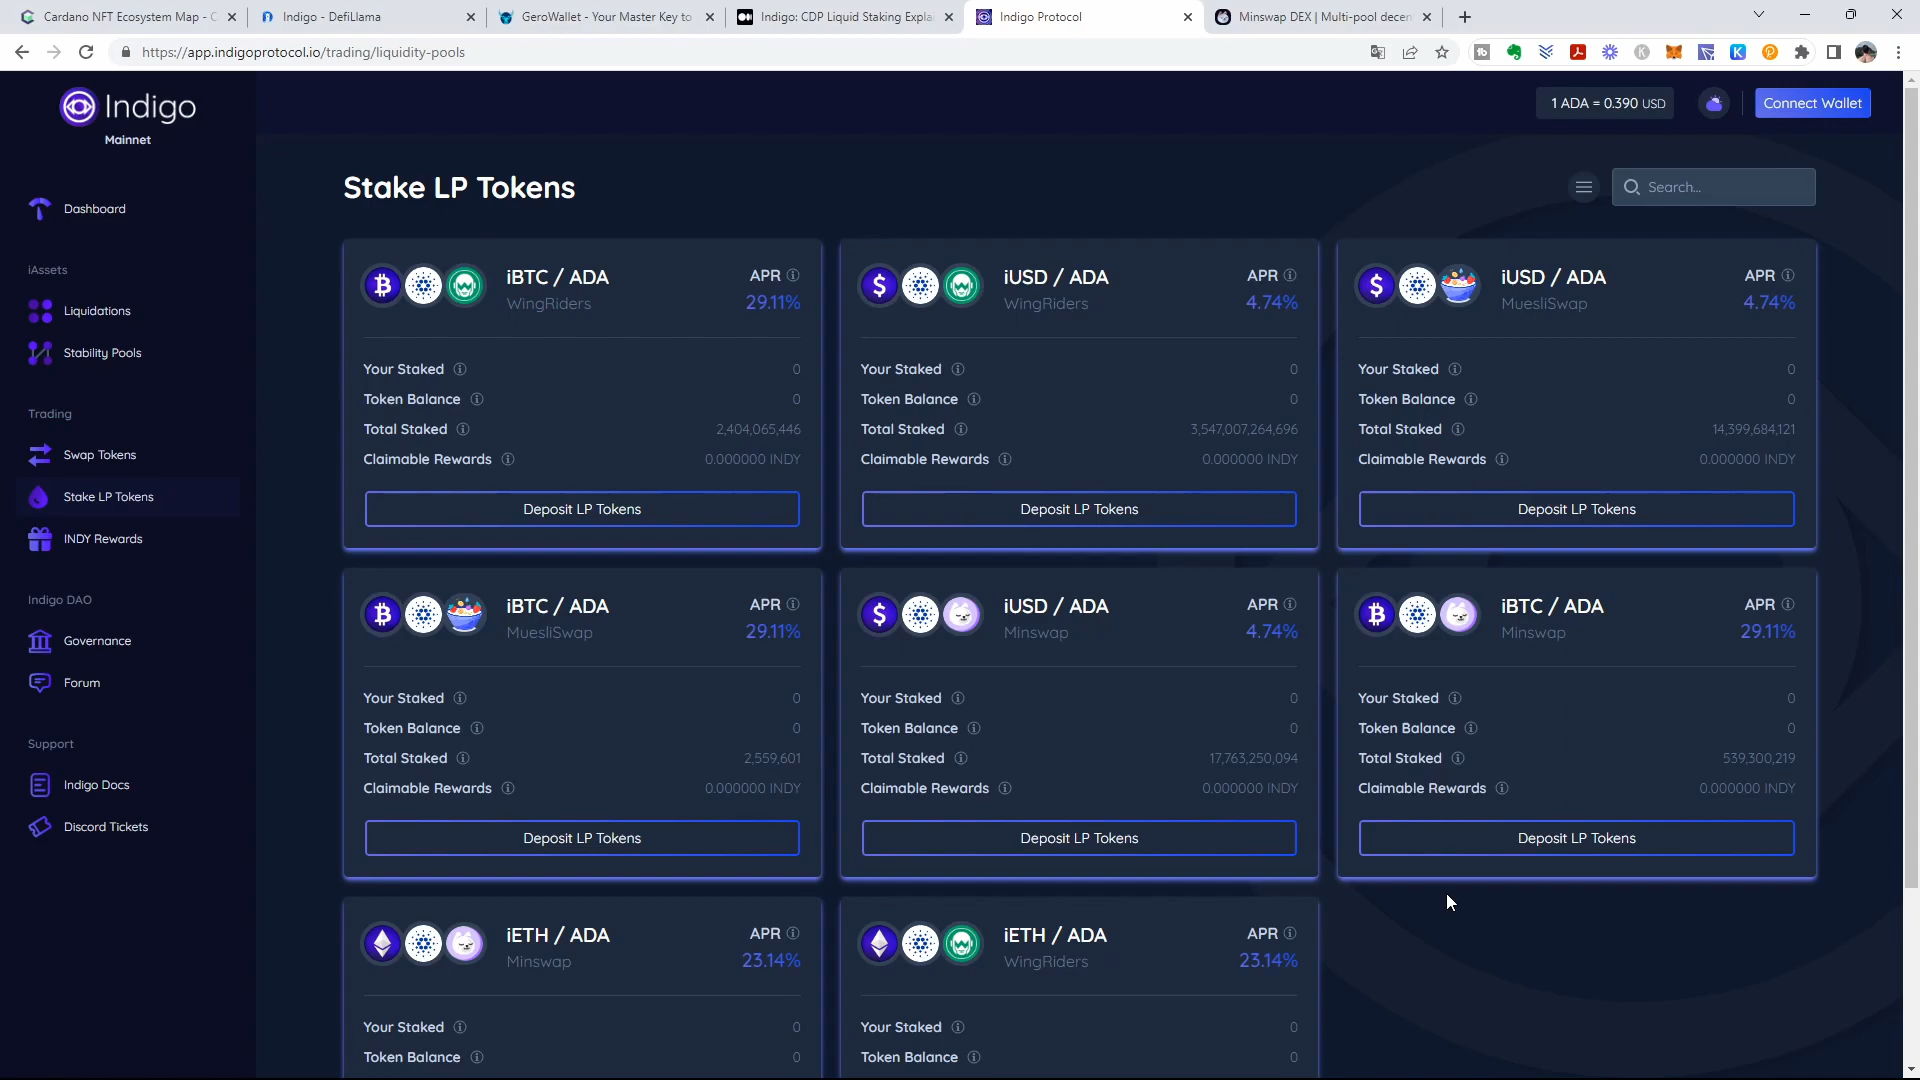 Cardano NFT Ecosystem Map - C
Indigo - DefiLlama
GeroWallet - Your Master Key to
Indigo: CDP Liquid Staking Explai
Indigo Protocol
Minswap DEX | Multi-pool decen
https://app.indigoprotocol.io/trading/liquidity-pools
Indigo
Mainnet
1 ADA = 0.390 USD
Connect Wallet
Dashboard
iAssets
Liquidations
Stability Pools
Trading
Swap Tokens
Stake LP Tokens
INDY Rewards
Indigo DAO
Governance
Forum
Support
Indigo Docs
Discord Tickets
Stake LP Tokens
Search...
iBTC / ADA
WingRiders
APR
29.11%
Your Staked 0
Token Balance 0
Total Staked 2,404,065,446
Claimable Rewards 0.000000 INDY
Deposit LP Tokens
iUSD / ADA
WingRiders
APR
4.74%
Your Staked 0
Token Balance 0
Total Staked 3,547,007,264,696
Claimable Rewards 0.000000 INDY
Deposit LP Tokens
iUSD / ADA
MuesliSwap
APR
4.74%
Your Staked 0
Token Balance 0
Total Staked 14,399,684,121
Claimable Rewards 0.000000 INDY
Deposit LP Tokens
iBTC / ADA
MuesliSwap
APR
29.11%
Your Staked 0
Token Balance 0
Total Staked 2,559,601
Claimable Rewards 0.000000 INDY
Deposit LP Tokens
iUSD / ADA
Minswap
APR
4.74%
Your Staked 0
Token Balance 0
Total Staked 17,763,250,094
Claimable Rewards 0.000000 INDY
Deposit LP Tokens
iBTC / ADA
Minswap
APR
29.11%
Your Staked 0
Token Balance 0
Total Staked 539,300,219
Claimable Rewards 0.000000 INDY
Deposit LP Tokens
iETH / ADA
Minswap
APR
23.14%
Your Staked 0
Token Balance 0
iETH / ADA
WingRiders
APR
23.14%
Your Staked 0
Token Balance 0